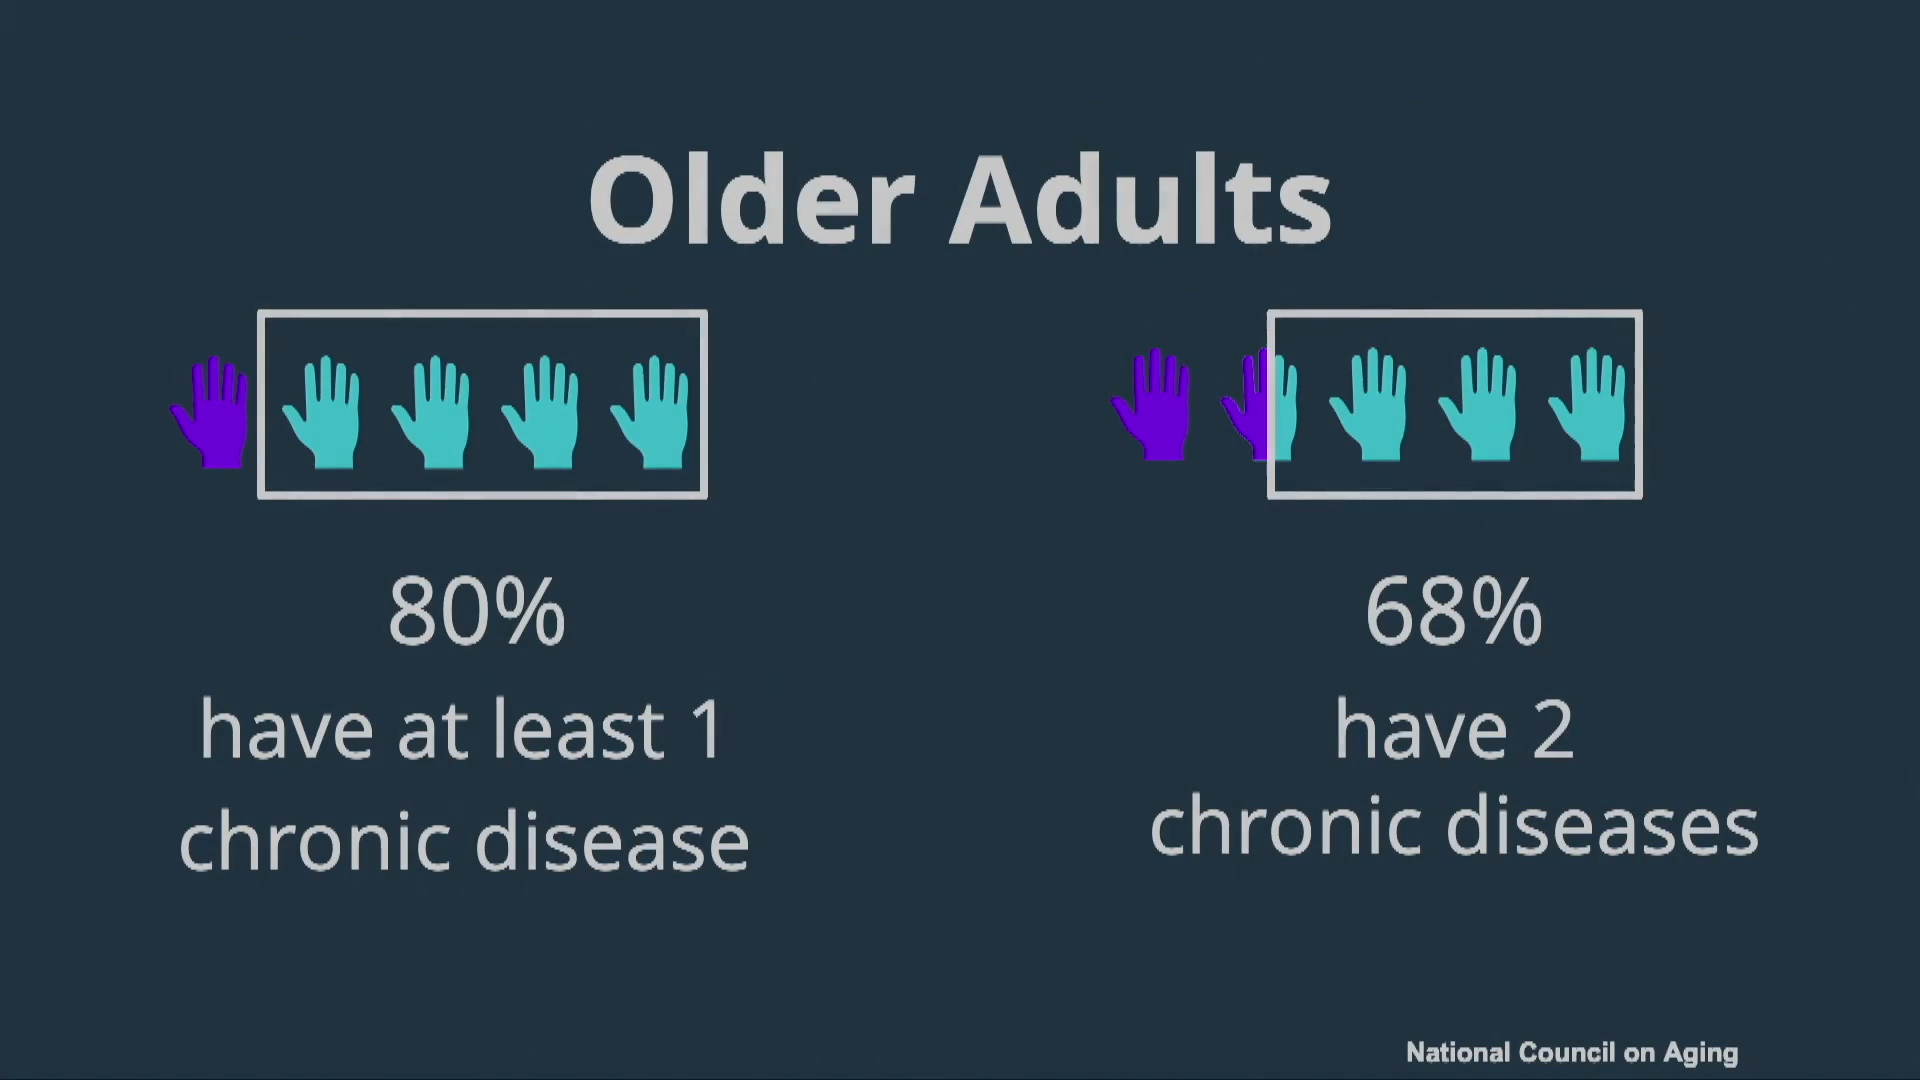 Older Adults
80%
have at least 1
chronic disease
68%
have 2
chronic diseases
National Council on Aging